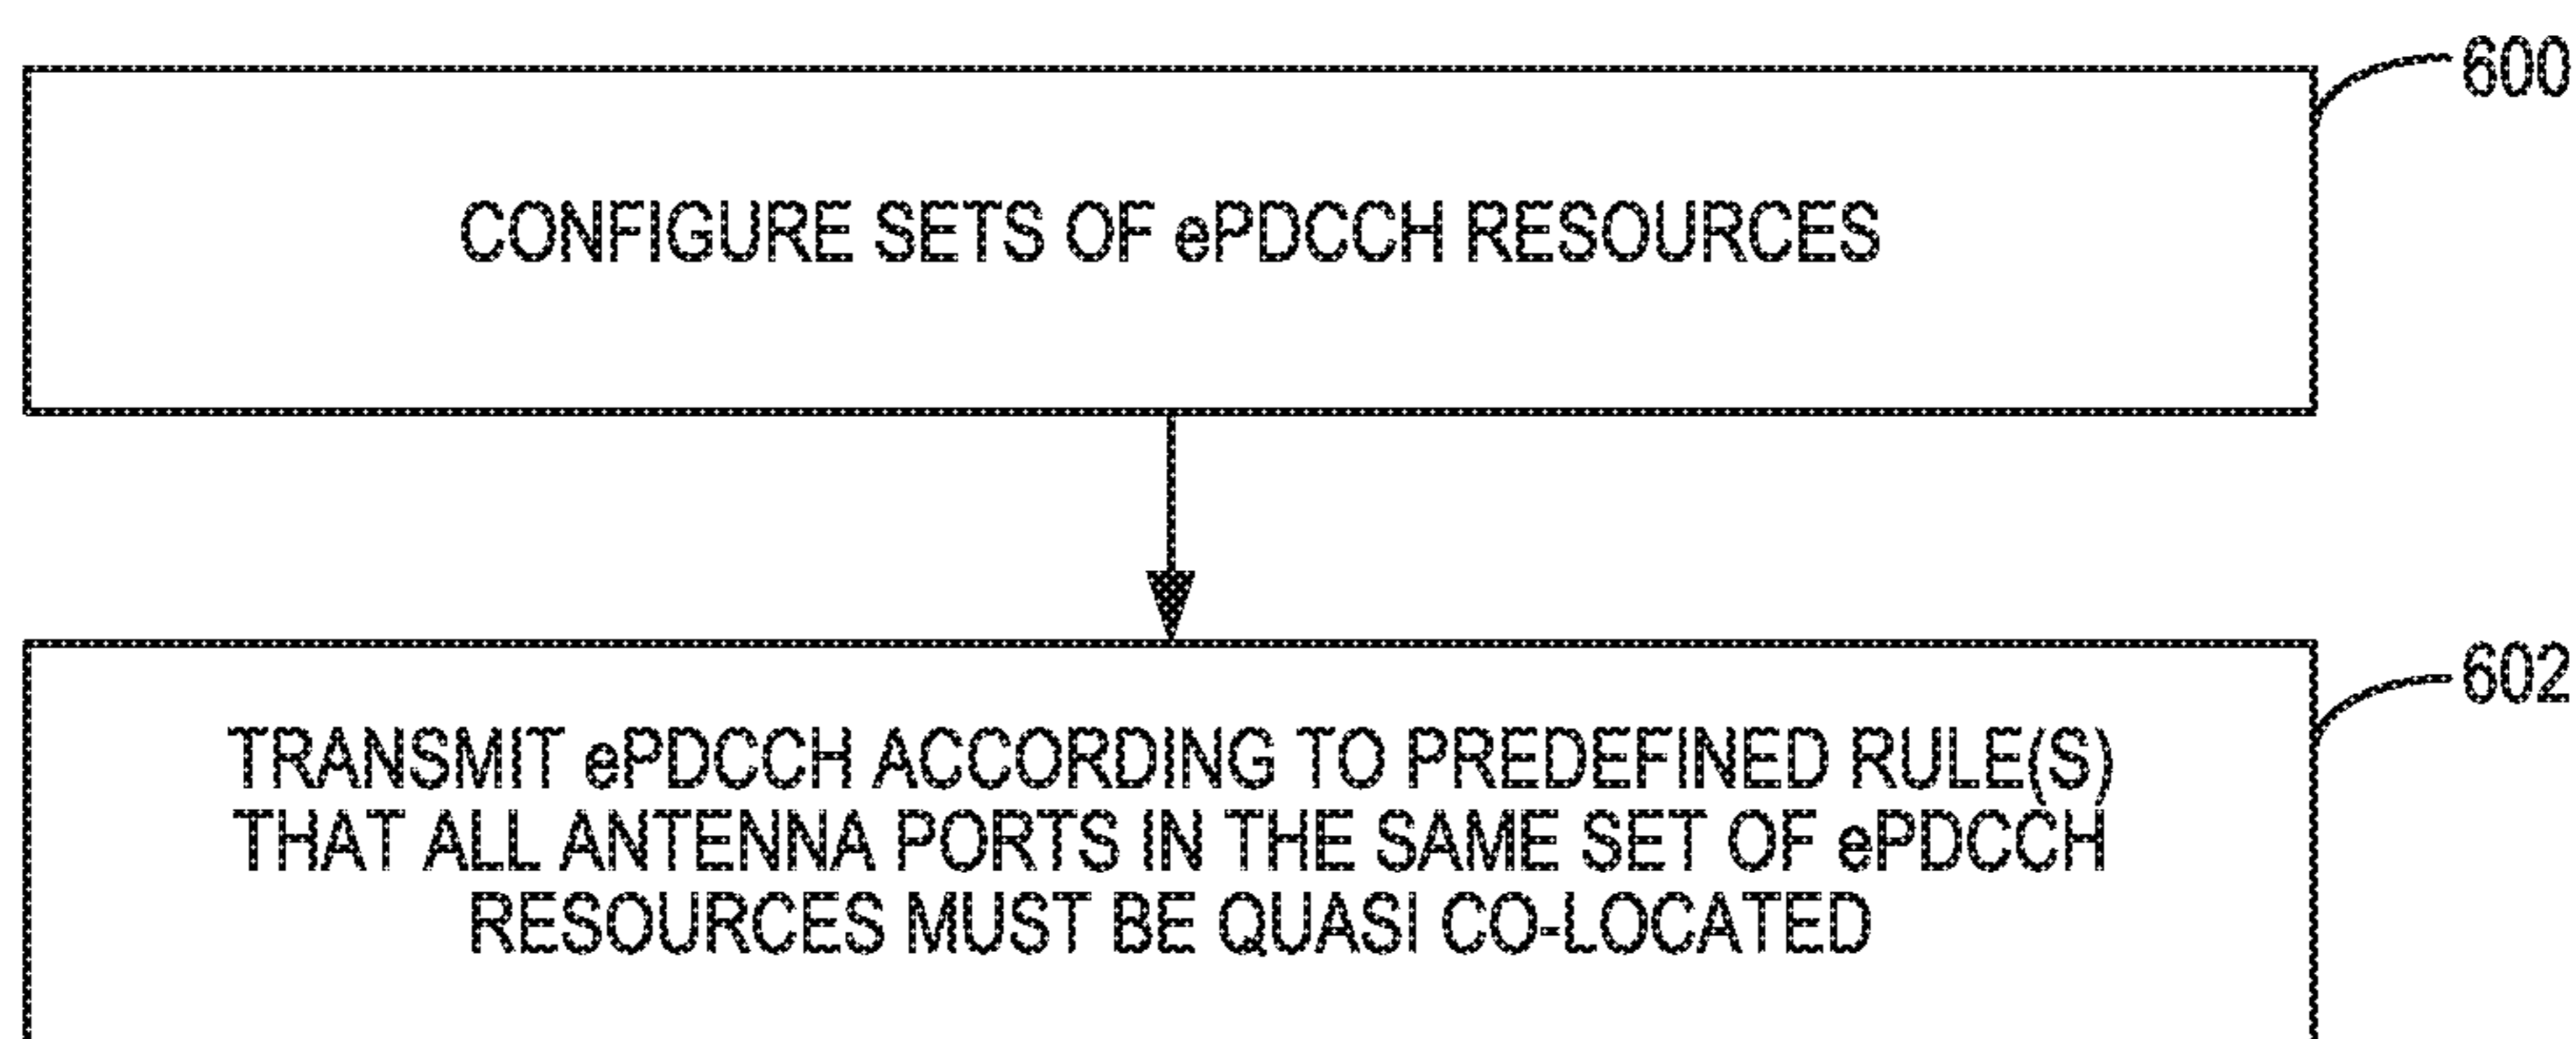 600
CONFIGURE SETS OF ePDCCH RESOURCES
602
TRANSMIT ePDCCH ACCORDING TO PREDEFINED RULE(S)
THAT ALL ANTENNA PORTS IN THE SAME SET OF ePDCCH
RESOURCES MUST BE QUASI CO-LOCATED